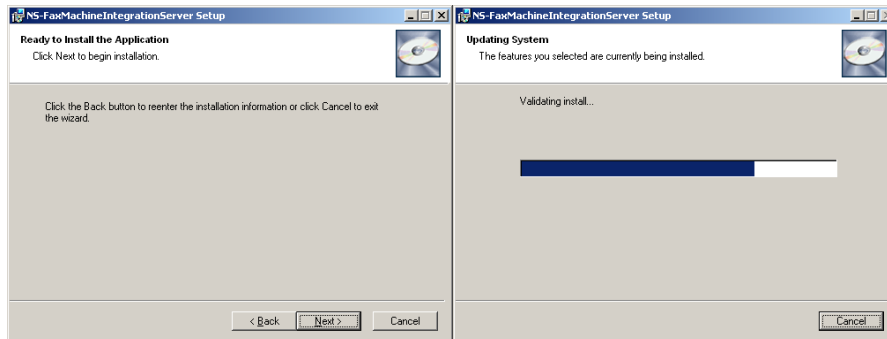 NS-FaxMachineIntegrationServer Setup
Ready to Install the Application
Click Next to begin installation.
Click the Back button to reenter the installation information or click Cancel to exit
the wizard.
< Back
Next >
Cancel
NS-FaxMachineIntegrationServer Setup
Updating System
The features you selected are currently being installed.
Validating install...
Cancel